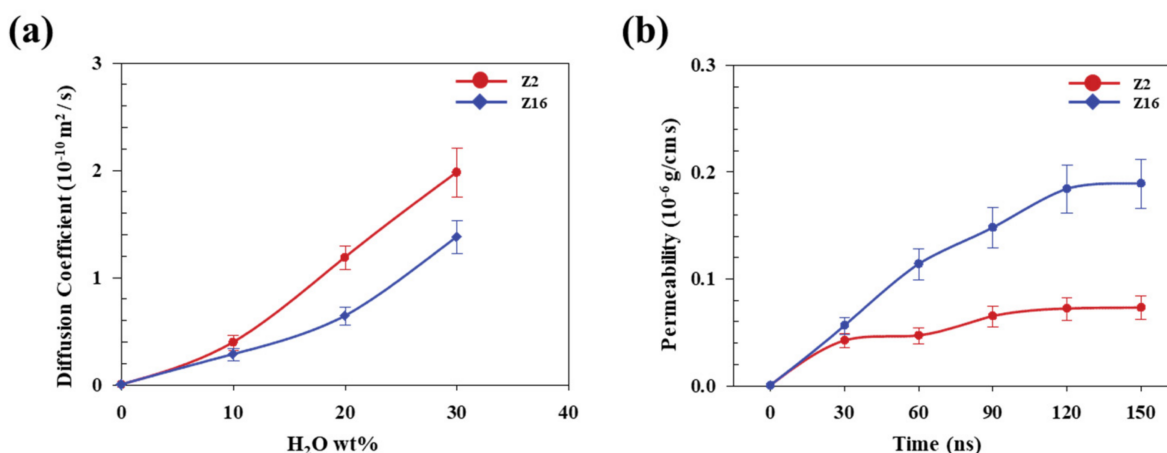 (a)
3
2
1
0
Diffusion Coefficient (10⁻¹⁰ m² / s)
Z2
Z16
0 10 20 30 40
H₂O wt%
(b)
0.3
0.2
0.1
0.0
Permeability (10⁻⁶ g/cm s)
Z2
Z16
0 30 60 90 120 150
Time (ns)